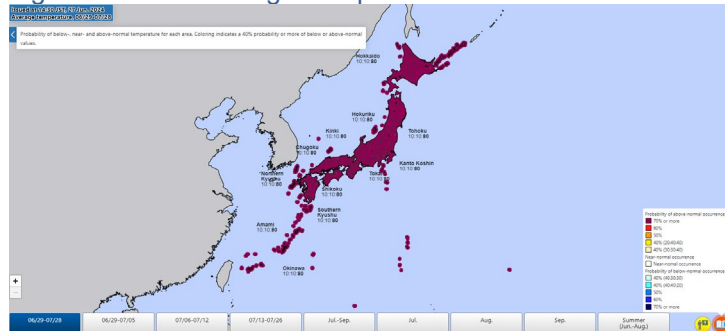 Issued at 14:30 JST, 27 Jun. 2024
Average temperature, 06/29-07/28
Probability of below-, near- and above-normal temperature for each area. Coloring indicates a 40% probability or more of below or above-normal
values.
Hokkaido
10:10:80
Hokuriku
10:10:80
Tohoku
10:10:80
Kinki
10:10:80
Chugoku
10:10:80
Kanto Koshin
10:10:80
Northern
Kyushu
10:10:80
Tokai
10:10:80
Shikoku
10:10:80
Southern
Kyushu
10:10:80
Amami
10:10:80
Okinawa
10:10:80
Probability of above-normal occurrence
70% or more
60%
50%
40% (20:40:40)
40% (30:30:40)
Near-normal occurrence
Near-normal occurrence
Probability of below-normal occurrence
40% (40:30:30)
40% (40:40:20)
50%
60%
70% or more
+
06/29-07/28
06/29-07/05
07/06-07/12
07/13-07/26
Jul.-Sep.
Jul.
Aug.
Sep.
Summer
(Jun.-Aug.)